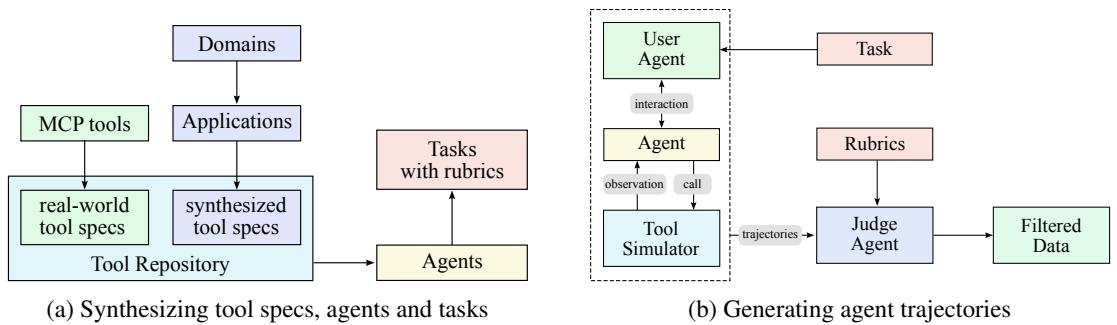 Domains
MCP tools
Applications
real-world
tool specs
synthesized
tool specs
Tool Repository
Tasks
with rubrics
Agents
(a) Synthesizing tool specs, agents and tasks
User
Agent
Task
interaction
Agent
observation
call
Tool
Simulator
trajectories
Rubrics
Judge
Agent
Filtered
Data
(b) Generating agent trajectories